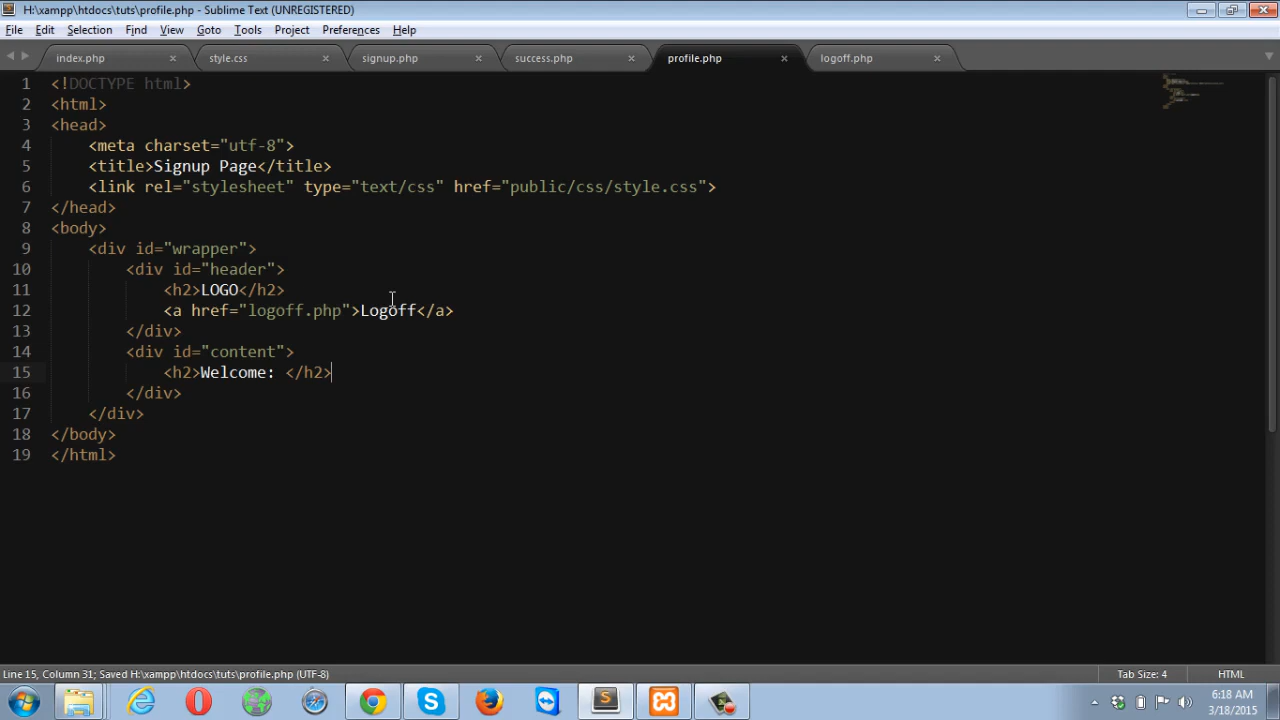 H:\xampp\htdocs\tuts\profile.php - Sublime Text (UNREGISTERED)
File Edit Selection Find View Goto Tools Project Preferences Help
index.php style.css signup.php success.php profile.php logoff.php
1 <!DOCTYPE html>
2 <html>
3 <head>
4 <meta charset="utf-8">
5 <title>Signup Page</title>
6 <link rel="stylesheet" type="text/css" href="public/css/style.css">
7 </head>
8 <body>
9 <div id="wrapper">
10 <div id="header">
11 <h2>LOGO</h2>
12 <a href="logoff.php">Logoff</a>
13 </div>
14 <div id="content">
15 <h2>Welcome: </h2>
16 </div>
17 </div>
18 </body>
19 </html>
Line 15, Column 31; Saved H:\xampp\htdocs\tuts\profile.php (UTF-8) Tab Size: 4 HTML
6:18 AM
3/18/2015